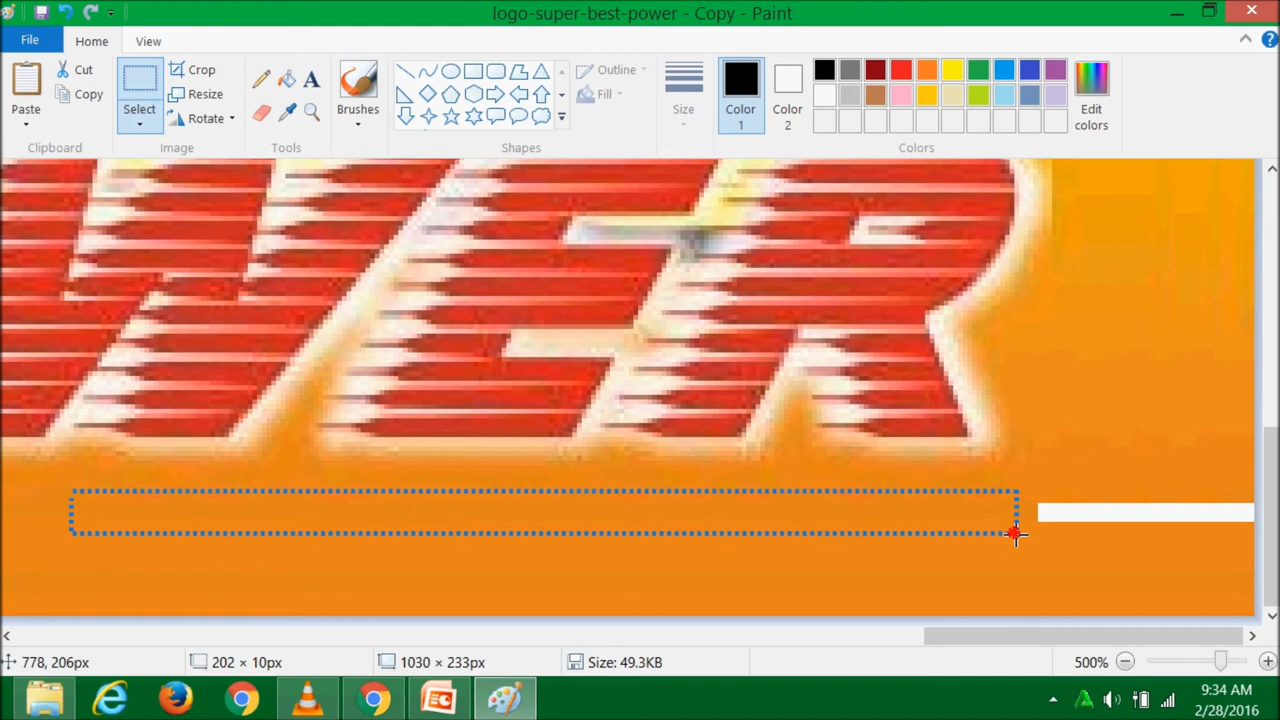 logo-super-best-power - Copy - Paint
File
Home
View
Paste
Cut
Copy
Clipboard
Select
Crop
Resize
Rotate
Image
A
Tools
Brushes
Outline
Fill
Shapes
Size
Color
1
Color
2
Edit
colors
Colors
WER
778, 206px
202 × 10px
1030 × 233px
Size: 49.3KB
500%
9:34 AM
2/28/2016